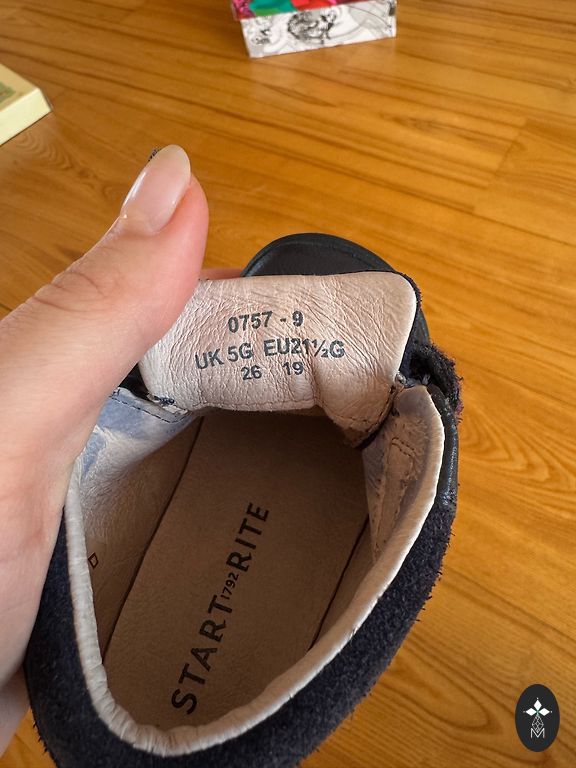 0757 - 9
UK 5G EU21½G
26 19
START 1792 RITE
M